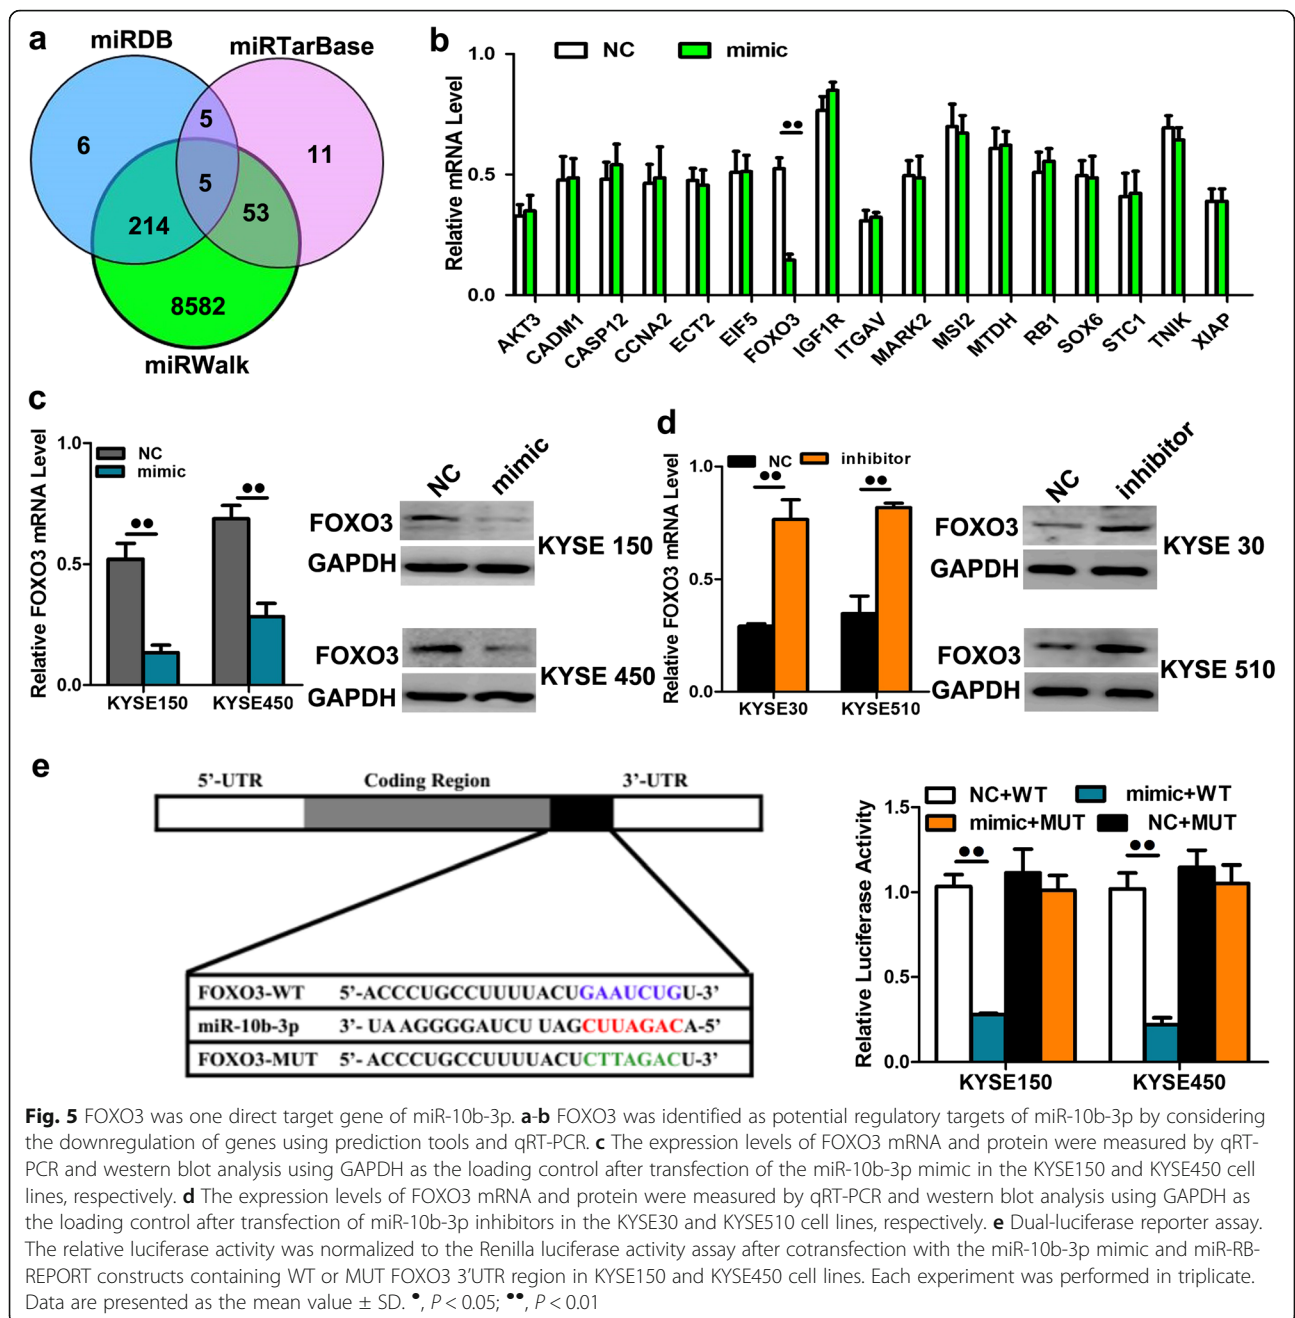 a
miRDB
miRTarBase
6
5
11
5
214
53
8582
miRWalk
b
NC
mimic
Relative mRNA Level
1.0
0.5
0.0
AKT3
CADM1
CASP12
CCNA2
ECT2
EIF5
FOXO3
IGF1R
ITGAV
MARK2
MSI2
MTDH
RB1
SOX6
STC1
TNIK
XIAP
c
Relative FOXO3 mRNA Level
1.0
0.5
0.0
NC
mimic
KYSE150
KYSE450
NC
mimic
FOXO3
GAPDH
KYSE 150
FOXO3
GAPDH
KYSE 450
d
Relative FOXO3 mRNA Level
1.0
0.5
0.0
NC
inhibitor
KYSE30
KYSE510
NC
inhibitor
FOXO3
GAPDH
KYSE 30
FOXO3
GAPDH
KYSE 510
e
5'-UTR
Coding Region
3'-UTR
FOXO3-WT 5'-ACCCUGCCUUUUACUGAAUCUGU-3'
miR-10b-3p 3'- UA AGGGGAUCU UAGCUUAGACA-5'
FOXO3-MUT 5'- ACCCUGCCUUUUACUCTTAGACU-3'
Relative Luciferase Activity
1.5
1.0
0.5
0.0
NC+WT
mimic+WT
mimic+MUT
NC+MUT
KYSE150
KYSE450
Fig. 5 FOXO3 was one direct target gene of miR-10b-3p. a-b FOXO3 was identified as potential regulatory targets of miR-10b-3p by considering
the downregulation of genes using prediction tools and qRT-PCR. c The expression levels of FOXO3 mRNA and protein were measured by qRT-
PCR and western blot analysis using GAPDH as the loading control after transfection of the miR-10b-3p mimic in the KYSE150 and KYSE450 cell
lines, respectively. d The expression levels of FOXO3 mRNA and protein were measured by qRT-PCR and western blot analysis using GAPDH as
the loading control after transfection of miR-10b-3p inhibitors in the KYSE30 and KYSE510 cell lines, respectively. e Dual-luciferase reporter assay.
The relative luciferase activity was normalized to the Renilla luciferase activity assay after cotransfection with the miR-10b-3p mimic and miR-RB-
REPORT constructs containing WT or MUT FOXO3 3'UTR region in KYSE150 and KYSE450 cell lines. Each experiment was performed in triplicate.
Data are presented as the mean value ± SD. •, P < 0.05; ••, P < 0.01